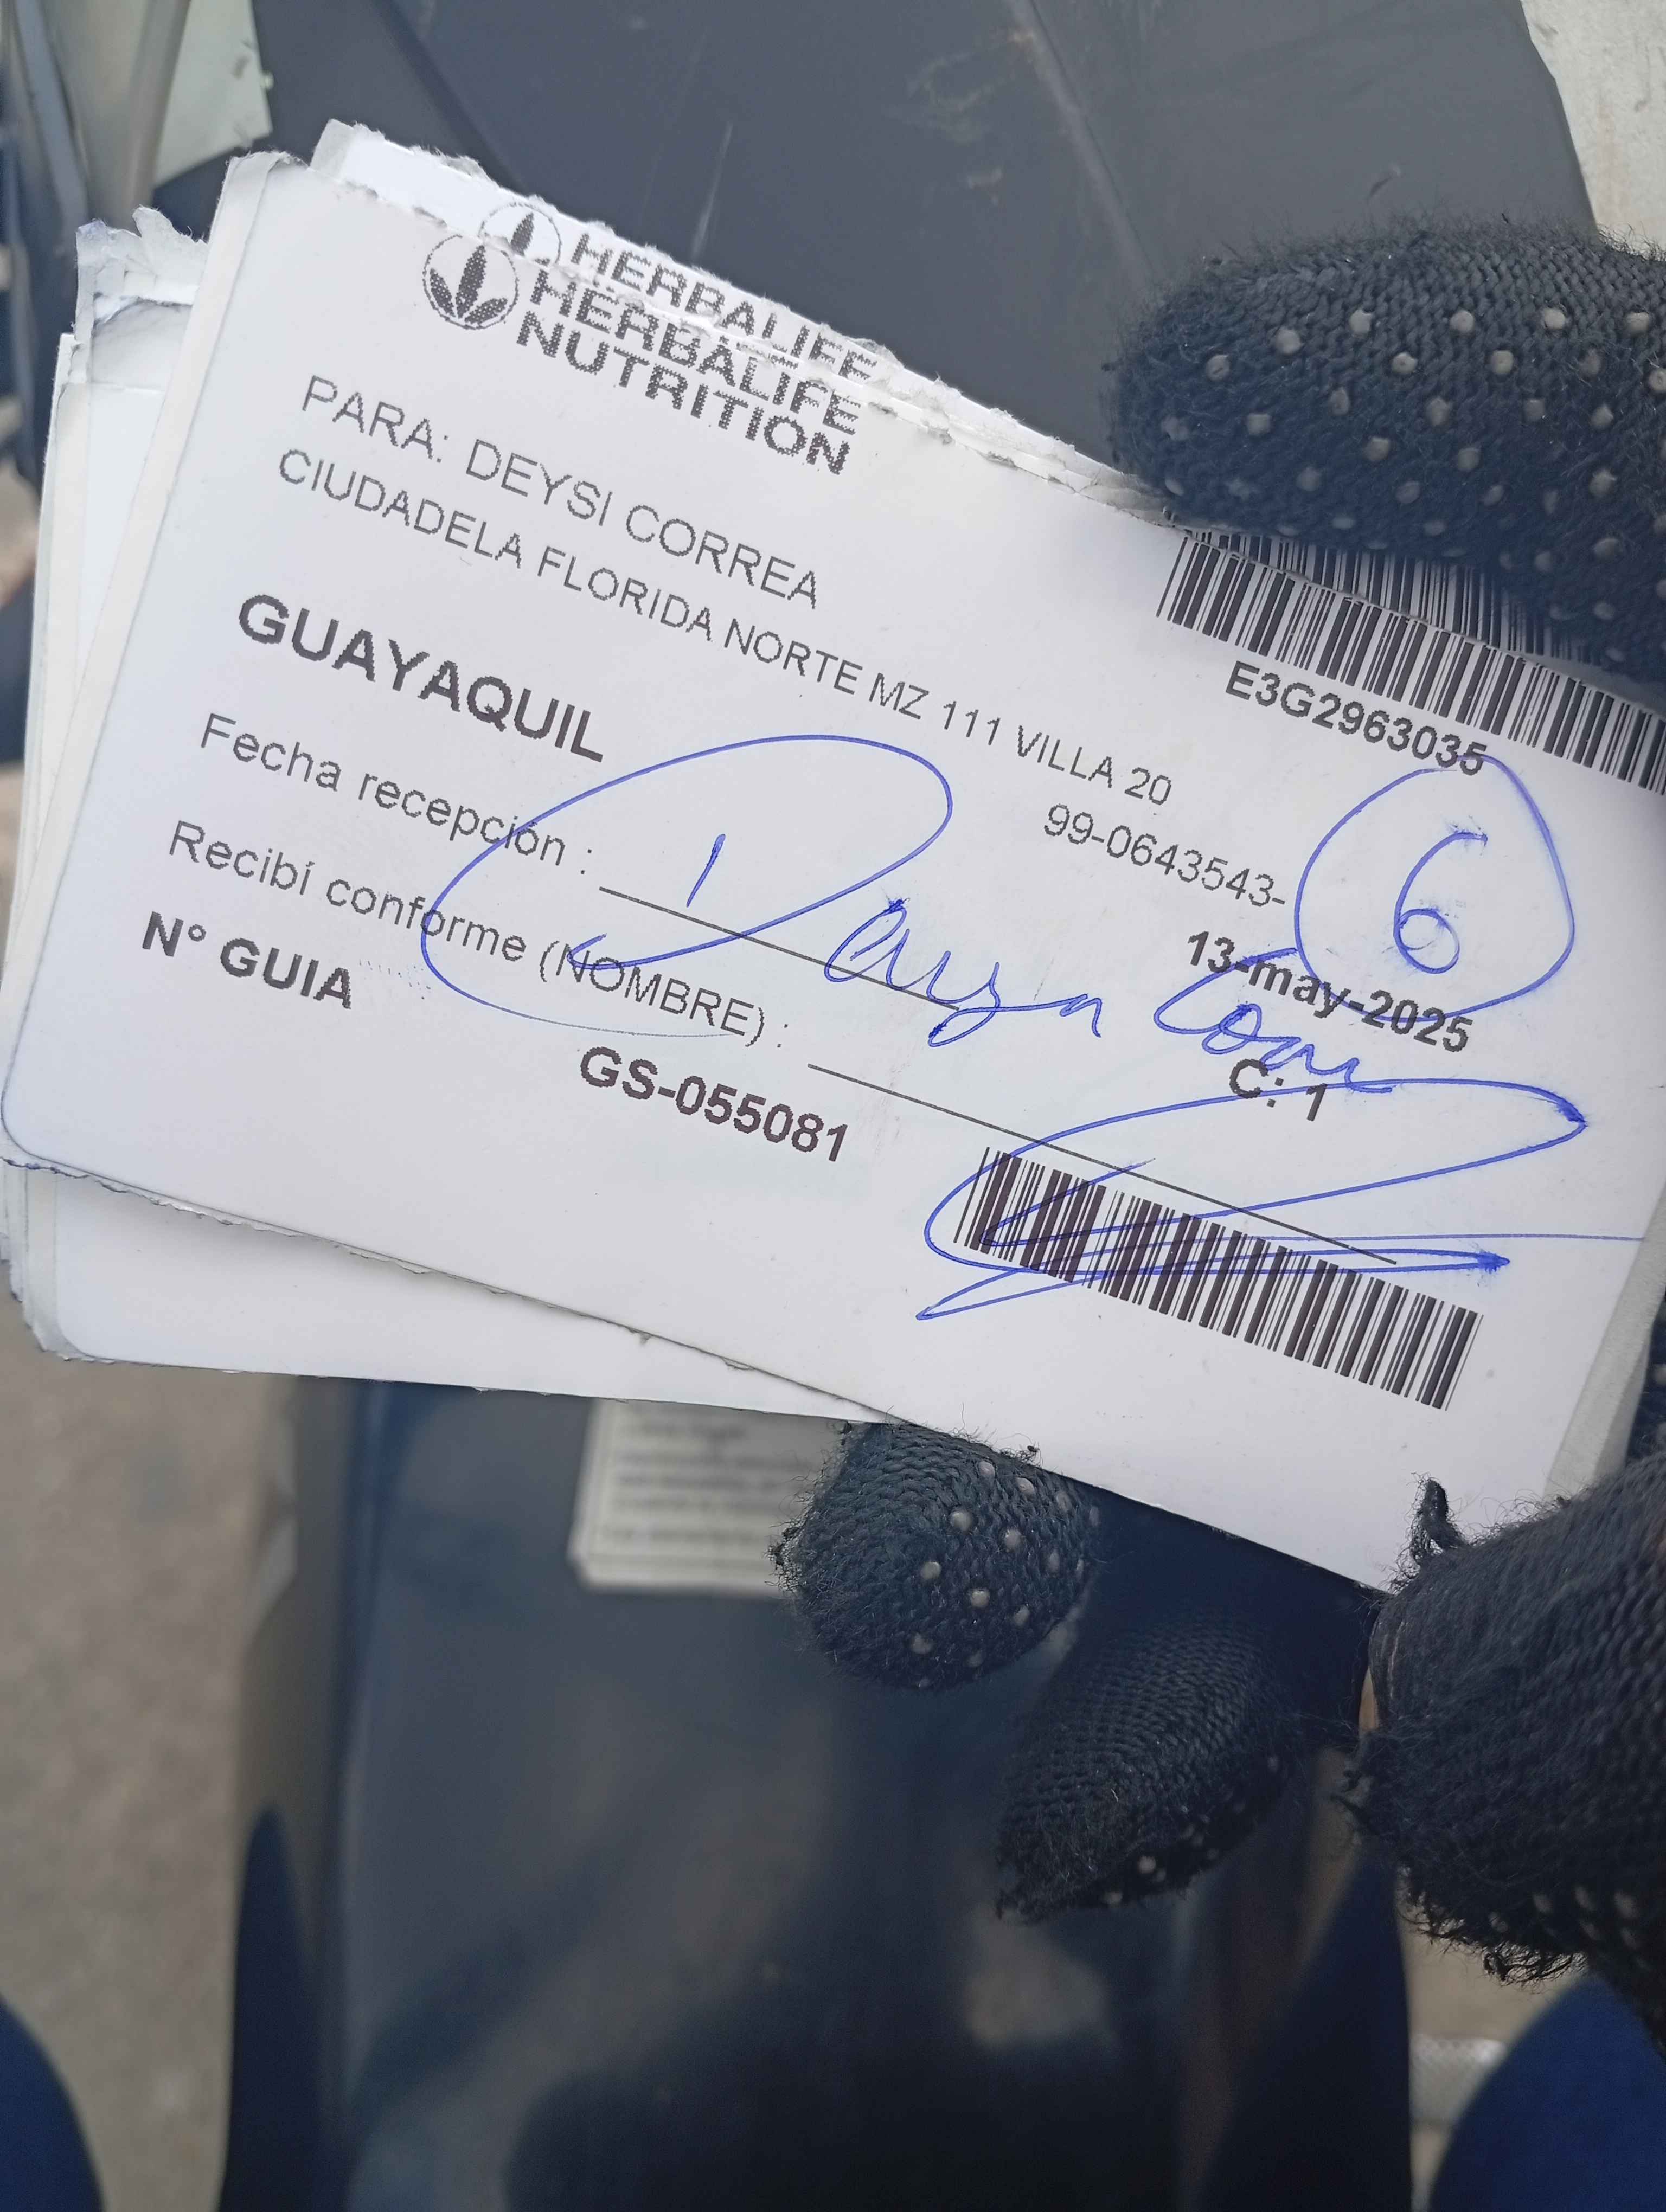 HERBALIFE
HERBALIFE
NUTRITION
PARA: DEYSI CORREA
CIUDADELA FLORIDA NORTE MZ 111 VILLA 20
E3G2963035
GUAYAQUIL
99-0643543-
6
Fecha recepción :
13-may-2025
Recibí conforme (NOMBRE) :
C: 1
N° GUIA
GS-055081